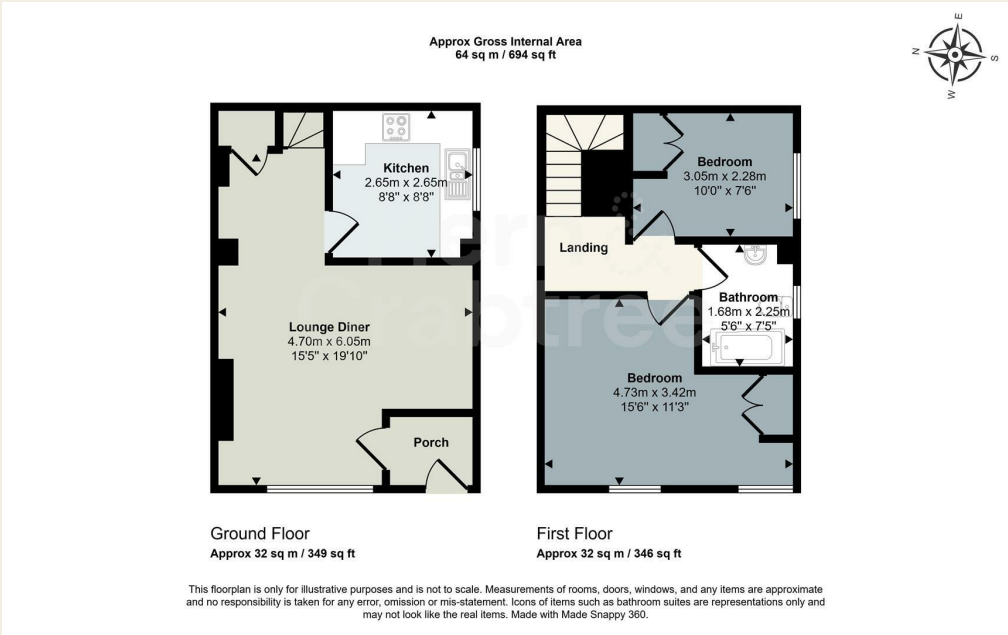 Approx Gross Internal Area
64 sq m / 694 sq ft
E
N
S
W
Kitchen
2.65m x 2.65m
8'8" x 8'8"
Lounge Diner
4.70m x 6.05m
15'5" x 19'10"
Porch
Bedroom
3.05m x 2.28m
10'0" x 7'6"
Landing
Bathroom
1.68m x 2.25m
5'6" x 7'5"
Bedroom
4.73m x 3.42m
15'6" x 11'3"
Hern &
Crabtree
Ground Floor
Approx 32 sq m / 349 sq ft
First Floor
Approx 32 sq m / 346 sq ft
This floorplan is only for illustrative purposes and is not to scale. Measurements of rooms, doors, windows, and any items are approximate
and no responsibility is taken for any error, omission or mis-statement. Icons of items such as bathroom suites are representations only and
may not look like the real items. Made with Made Snappy 360.